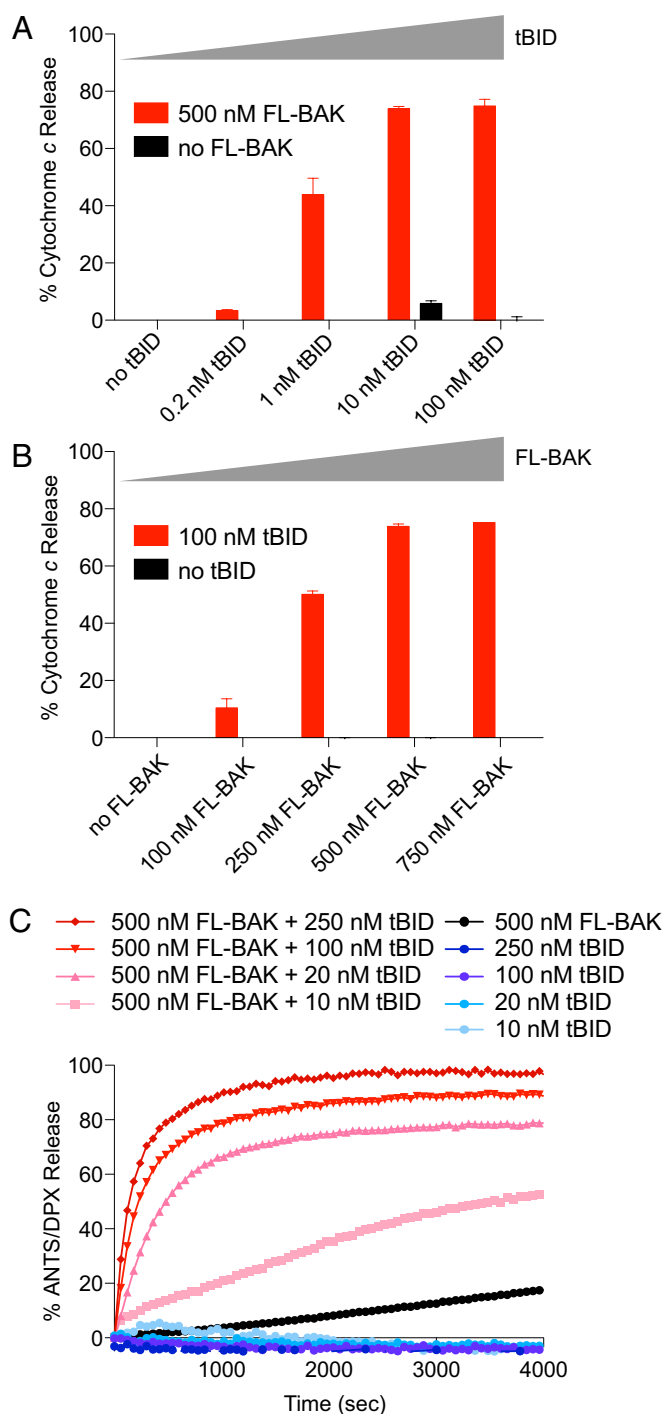 A
tBID
100
80
60
40
20
0
% Cytochrome c Release
500 nM FL-BAK
no FL-BAK
no tBID
0.2 nM tBID
1 nM tBID
10 nM tBID
100 nM tBID
B
FL-BAK
100
80
60
40
20
0
% Cytochrome c Release
100 nM tBID
no tBID
no FL-BAK
100 nM FL-BAK
250 nM FL-BAK
500 nM FL-BAK
750 nM FL-BAK
C
500 nM FL-BAK + 250 nM tBID
500 nM FL-BAK + 100 nM tBID
500 nM FL-BAK + 20 nM tBID
500 nM FL-BAK + 10 nM tBID
500 nM FL-BAK
250 nM tBID
100 nM tBID
20 nM tBID
10 nM tBID
100
80
60
40
20
0
% ANTS/DPX Release
1000
2000
3000
4000
Time (sec)